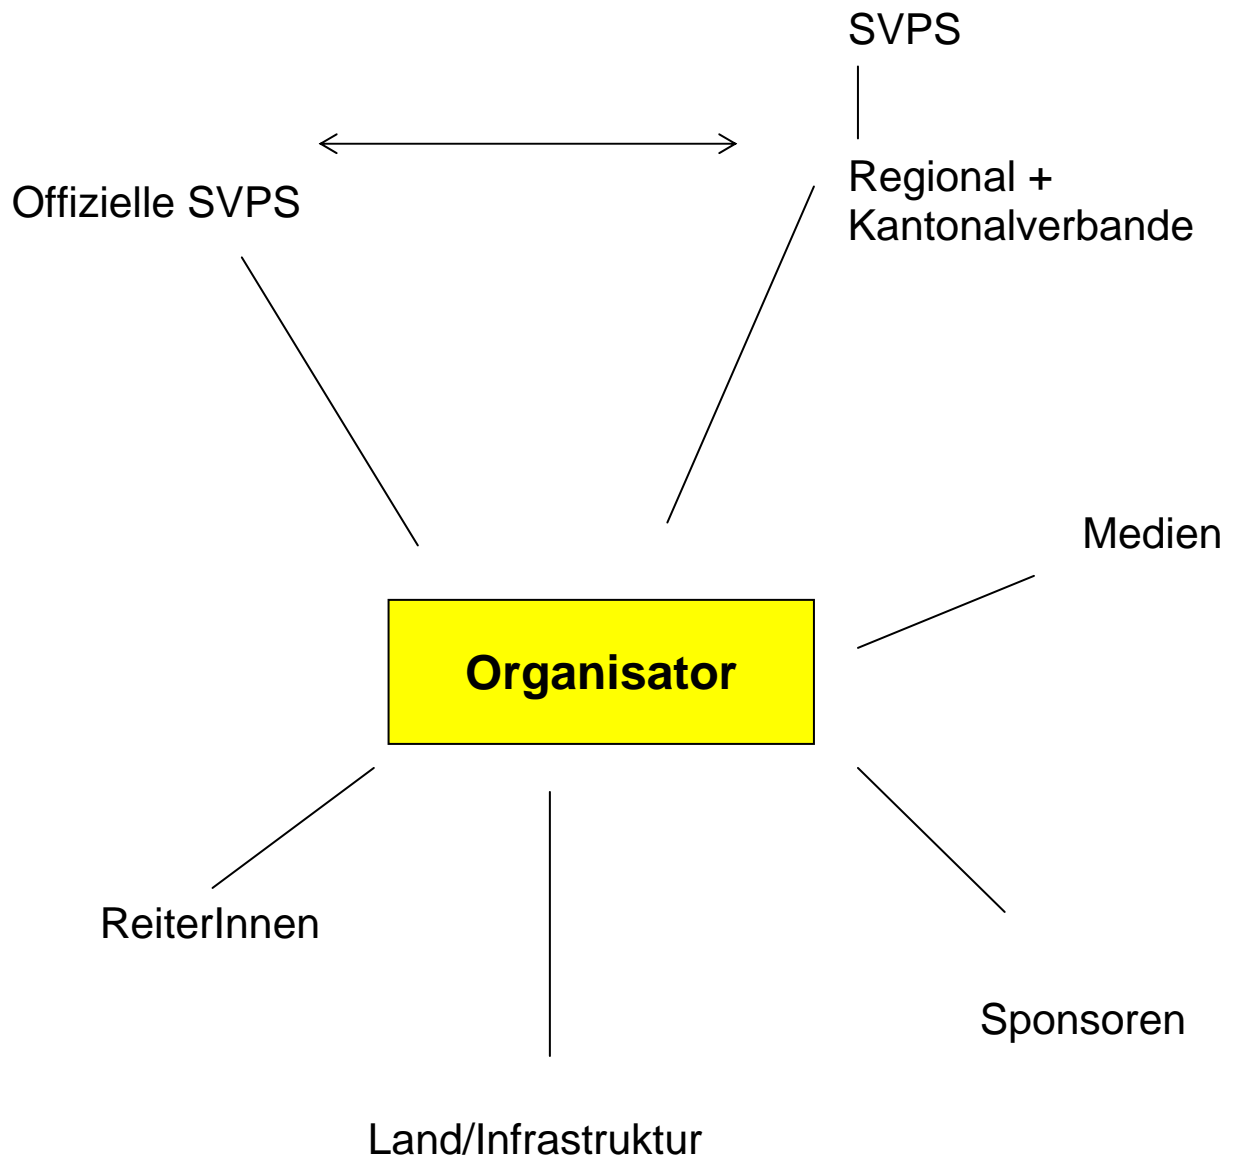 SVPS
Offizielle SVPS
Regional +
Kantonalverbande
Medien
Organisator
ReiterInnen
Sponsoren
Land/Infrastruktur